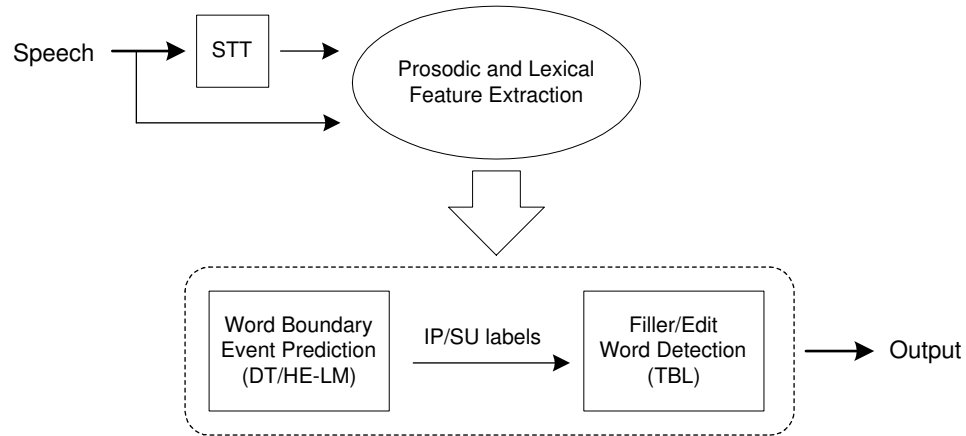 Speech
STT
Prosodic and Lexical
Feature Extraction
Word Boundary
Event Prediction
(DT/HE-LM)
IP/SU labels
Filler/Edit
Word Detection
(TBL)
Output